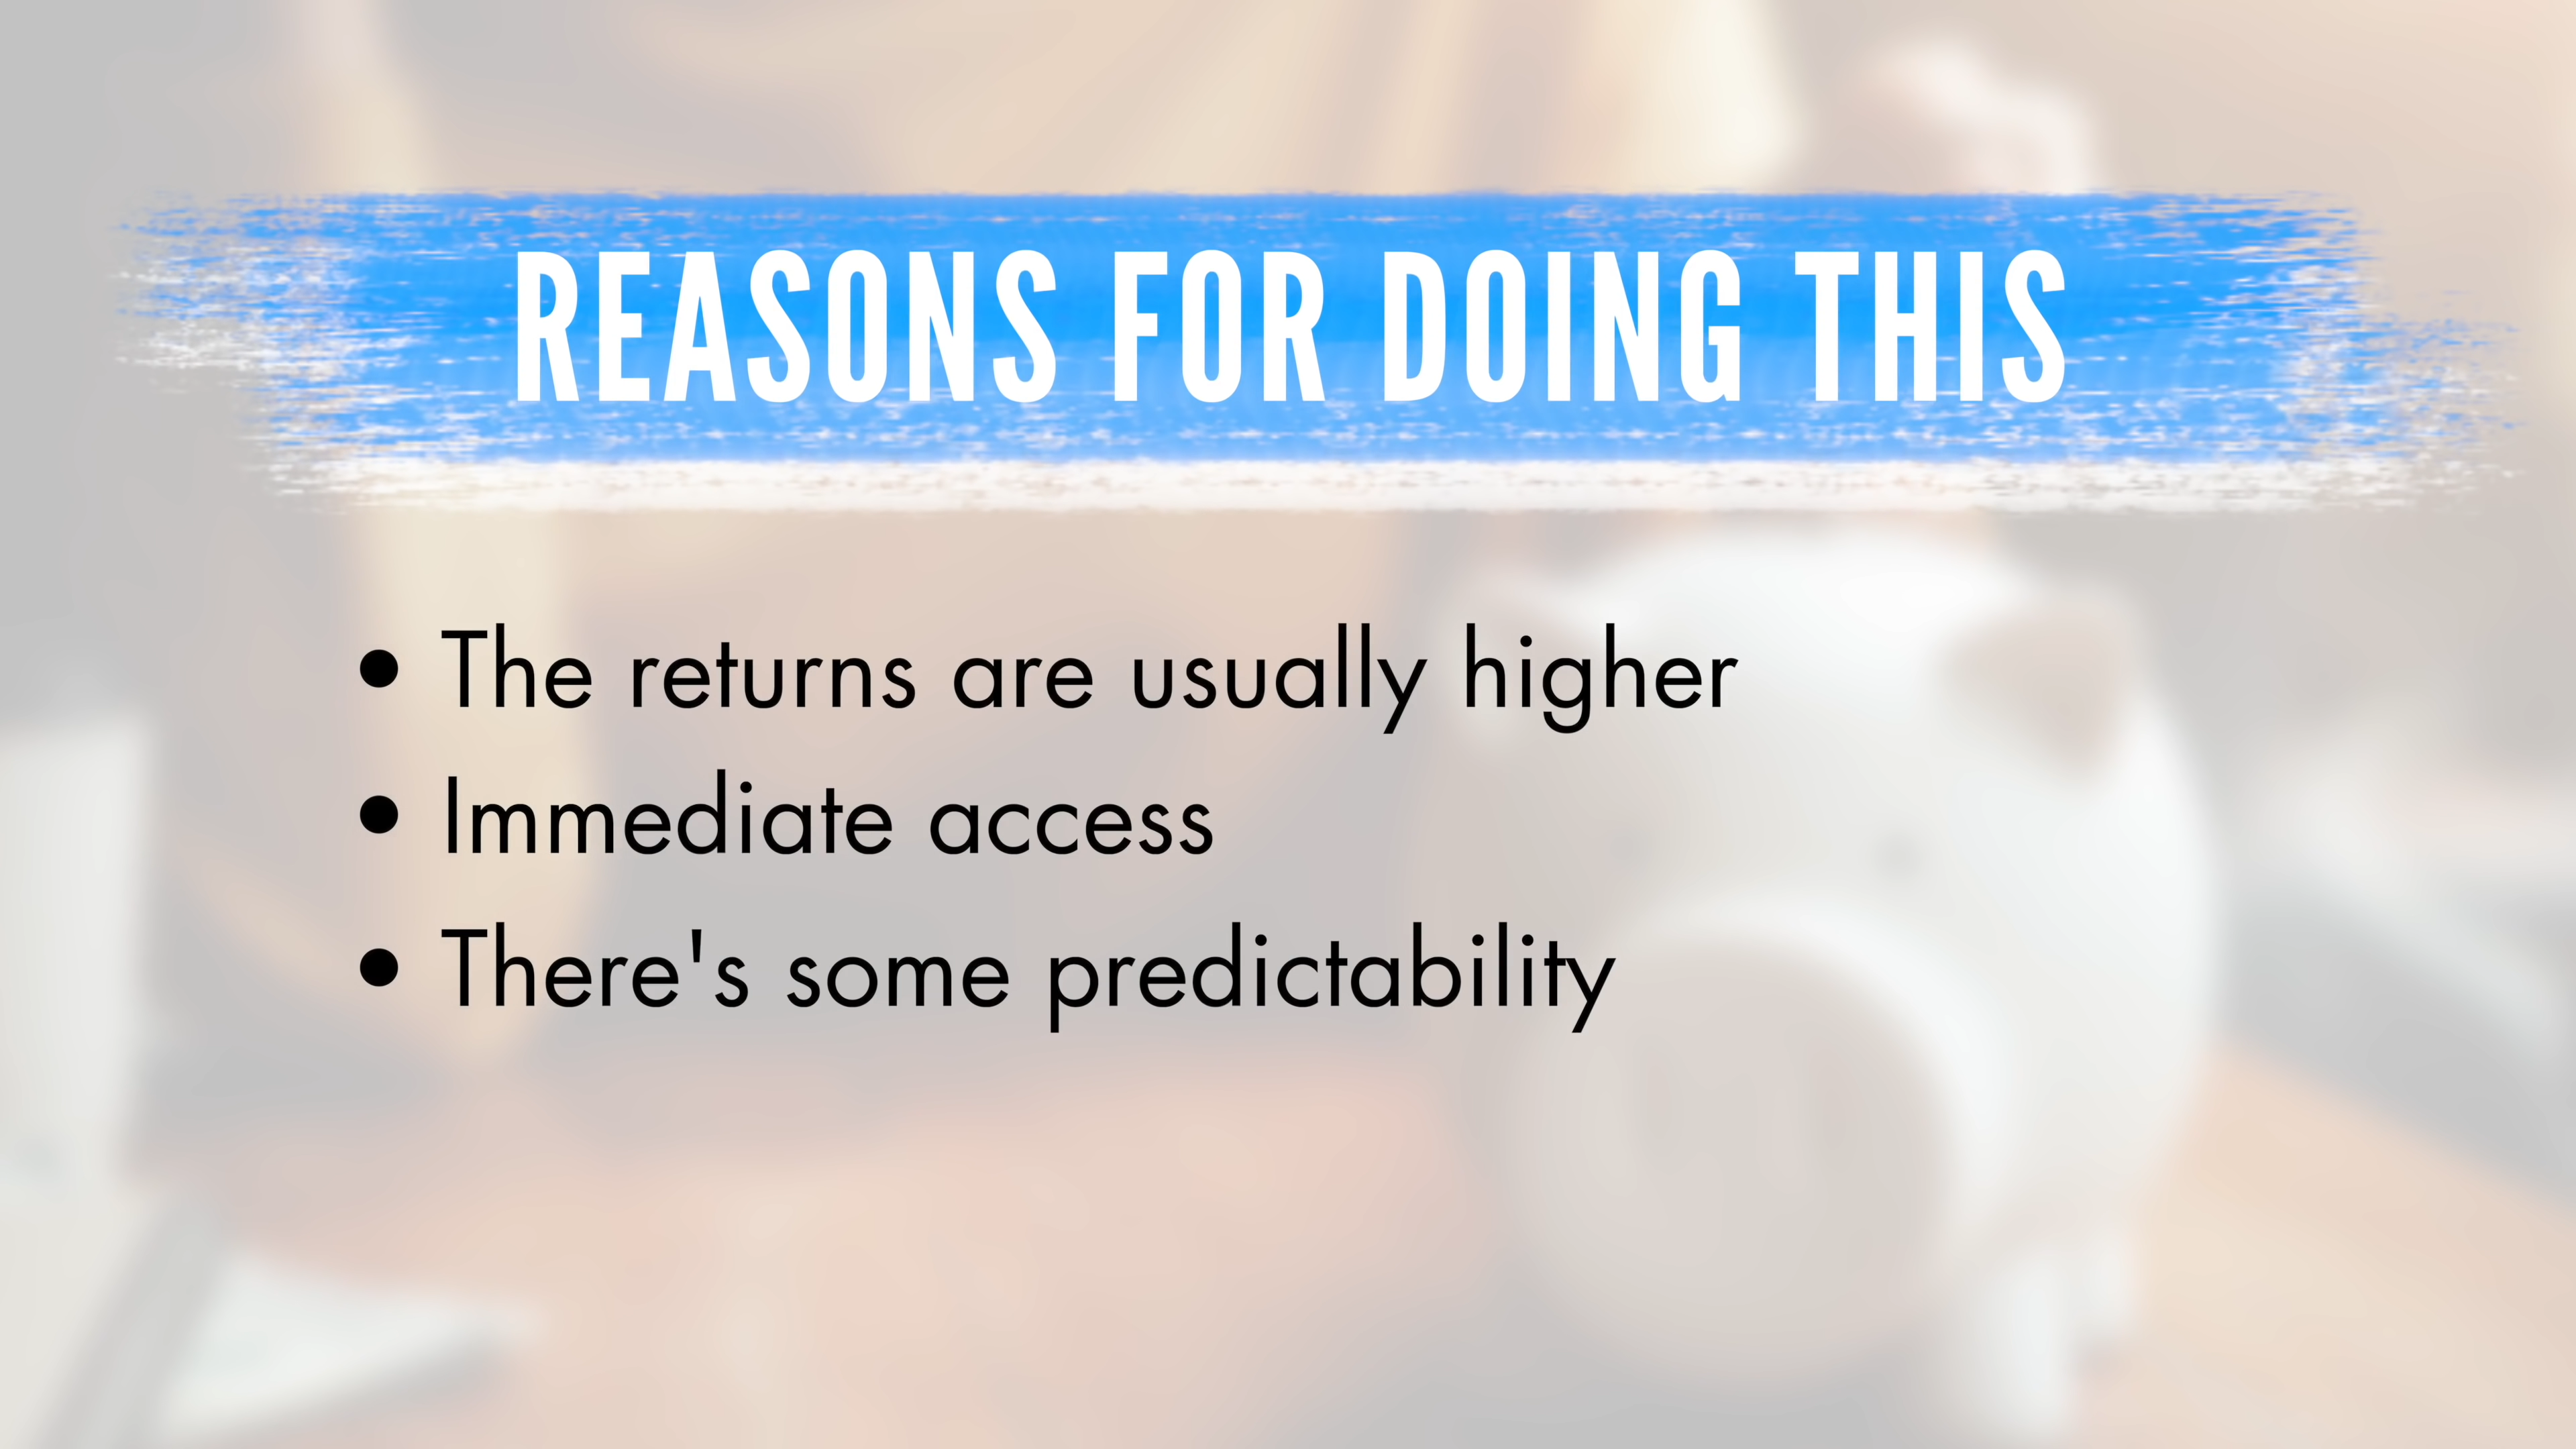 REASONS FOR DOING THIS
• The returns are usually higher
• Immediate access
• There's some predictability